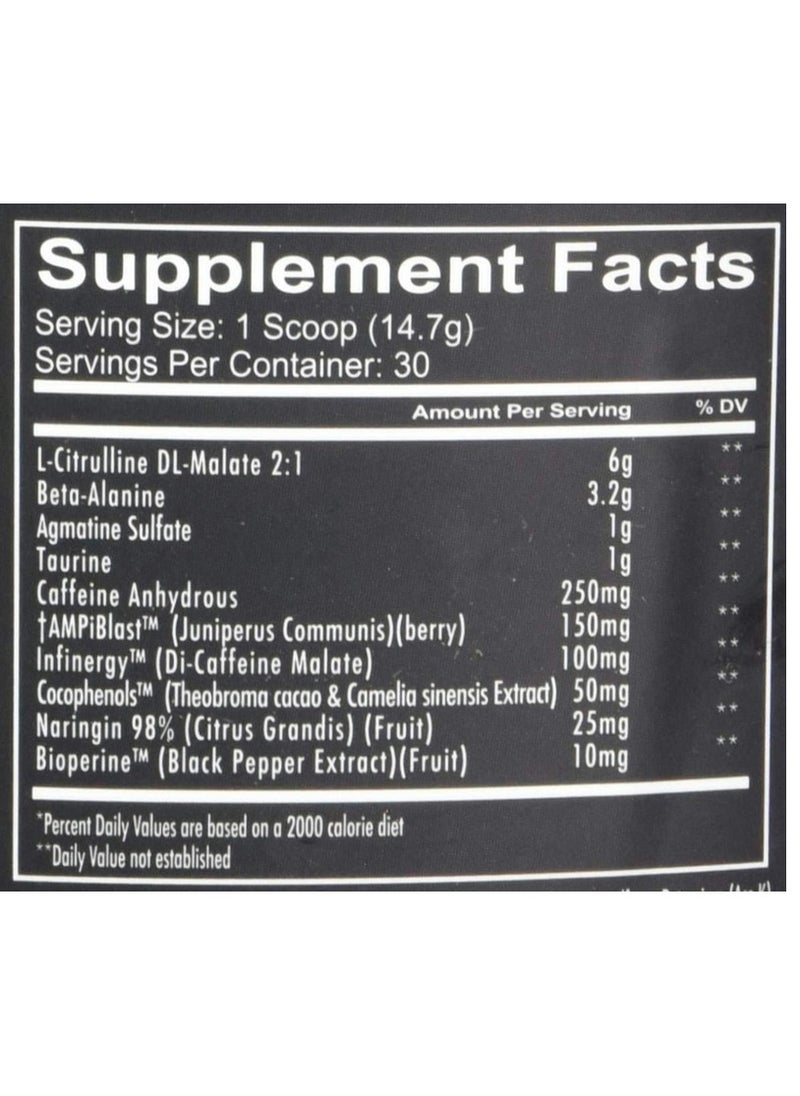 Supplement Facts
Serving Size: 1 Scoop (14.7g)
Servings Per Container: 30
Amount Per Serving % DV
L-Citrulline DL-Malate 2:1 6g **
Beta-Alanine 3.2g **
Agmatine Sulfate 1g **
Taurine 1g **
Caffeine Anhydrous 250mg **
†AMPiBlast™ (Juniperus Communis)(berry) 150mg **
Infinergy™ (Di-Caffeine Malate) 100mg **
Cocophenols™ (Theobroma cacao & Camelia sinensis Extract) 50mg **
Naringin 98% (Citrus Grandis) (Fruit) 25mg **
Bioperine™ (Black Pepper Extract)(Fruit) 10mg **
*Percent Daily Values are based on a 2000 calorie diet
**Daily Value not established